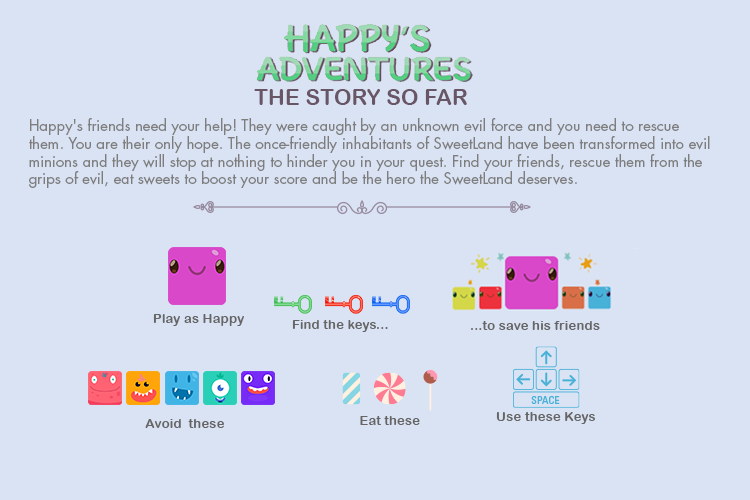 HAPPY'S
ADVENTURES
THE STORY SO FAR
Happy's friends need your help! They were caught by an unknown evil force and you need to rescue
them. You are their only hope. The once-friendly inhabitants of SweetLand have been transformed into evil
minions and they will stop at nothing to hinder you in your quest. Find your friends, rescue them from the
grips of evil, eat sweets to boost your score and be the hero the SweetLand deserves.
Play as Happy
Find the keys...
...to save his friends
Avoid these
Eat these
SPACE
Use these Keys